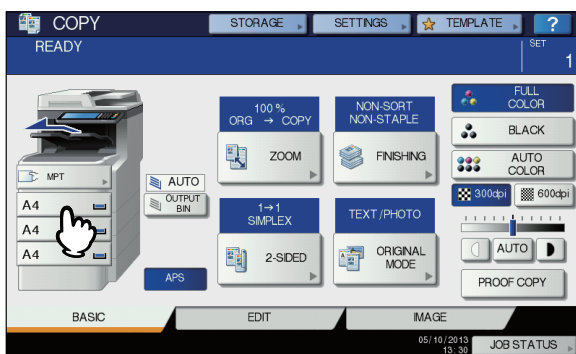 COPY
STORAGE
SETTINGS
TEMPLATE
?
READY
SET
1
100 %
ORG → COPY
ZOOM
NON-SORT
NON-STAPLE
FINISHING
FULL
COLOR
BLACK
AUTO
COLOR
300dpi
600dpi
MPT
A4
A4
A4
AUTO
OUTPUT
BIN
APS
1→1
SIMPLEX
2-SIDED
TEXT/PHOTO
ORIGINAL
MODE
AUTO
PROOF COPY
BASIC
EDIT
IMAGE
05/10/2013
13:30
JOB STATUS